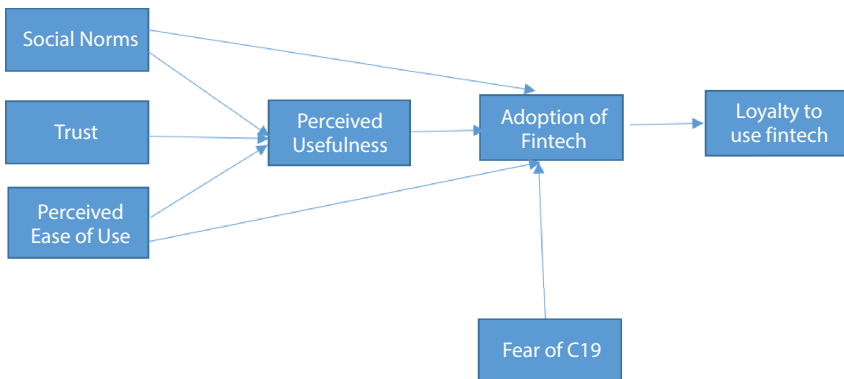 Social Norms
Trust
Perceived
Ease of Use
Perceived
Usefulness
Adoption of
Fintech
Loyalty to
use fintech
Fear of C19